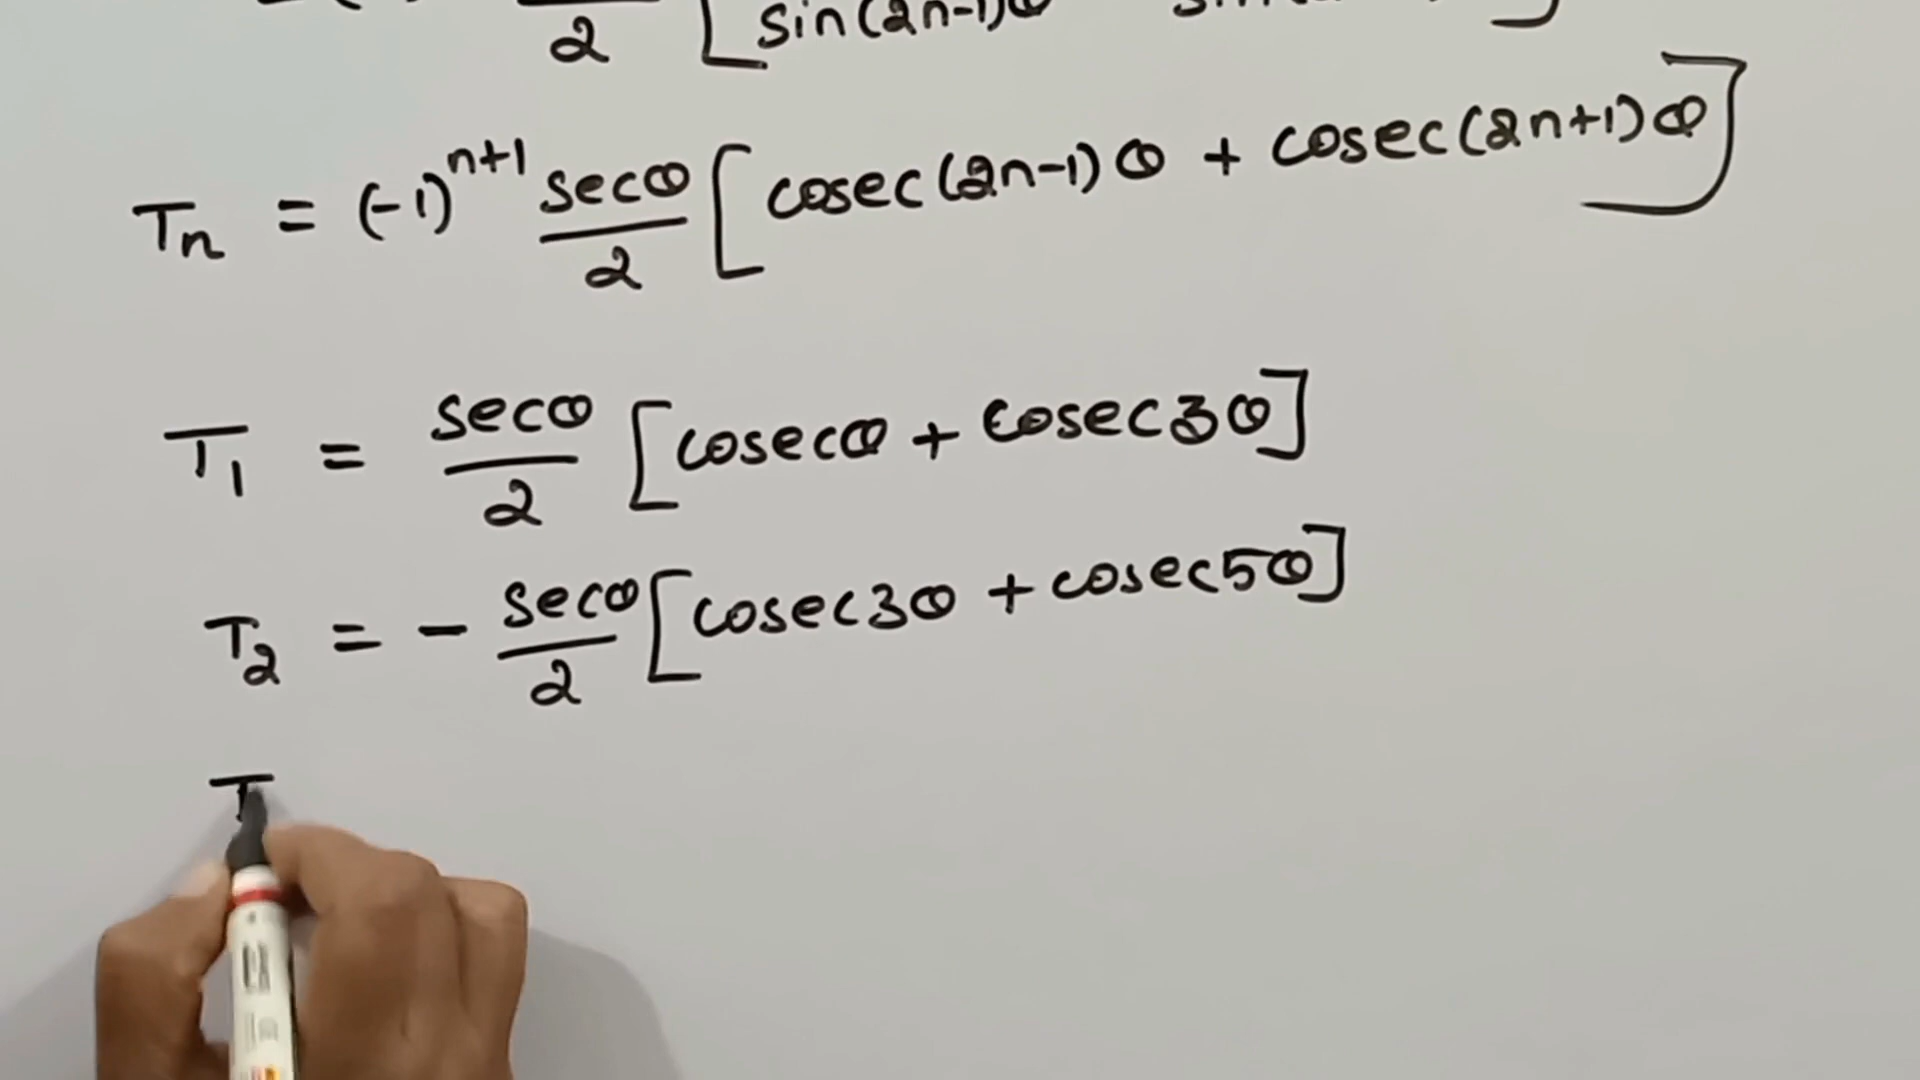 2 [sin(2n-1)θ
Tn = (-1)^n+1 secθ/2 [cosec(2n-1)θ + cosec(2n+1)θ]
T1 = secθ/2 [cosecθ + cosec3θ]
T2 = - secθ/2 [cosec3θ + cosec5θ]
T